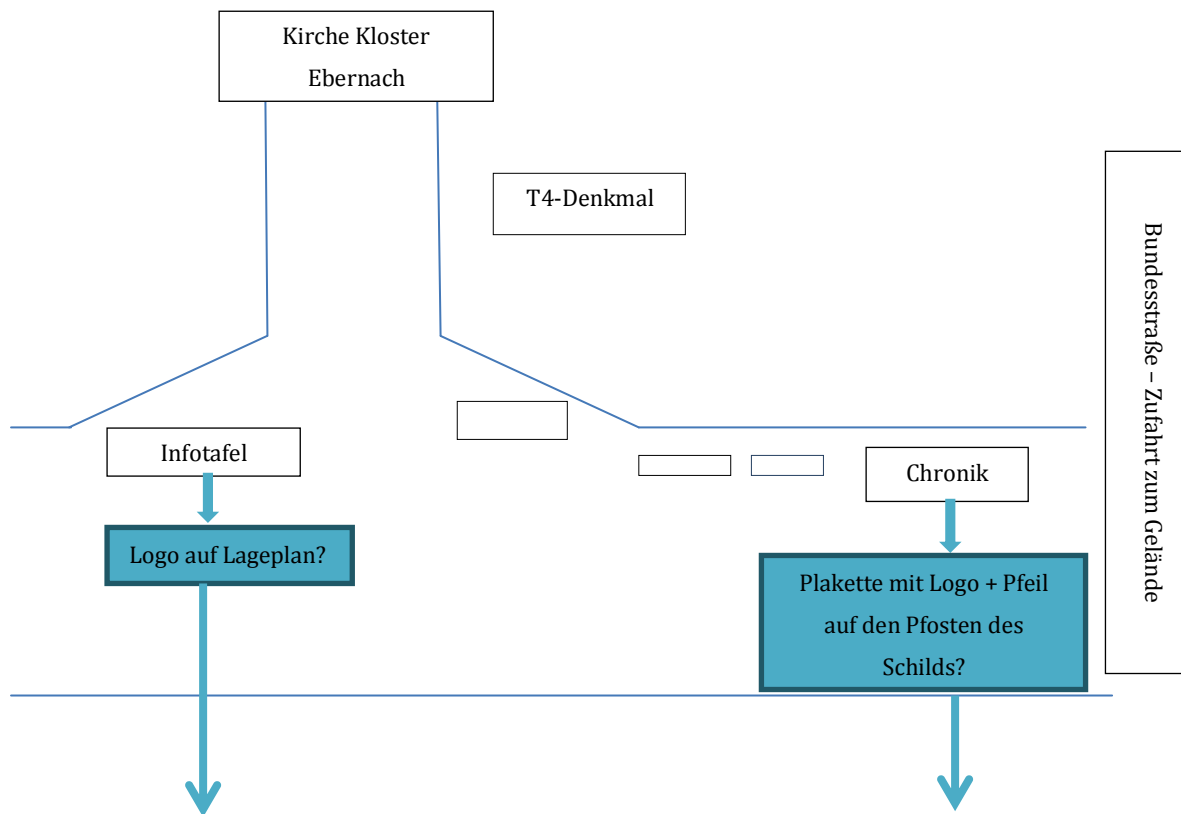 Kirche Kloster
Ebernach
T4-Denkmal
Bundesstraße – Zufahrt zum Gelände
Infotafel
Chronik
Logo auf Lageplan?
Plakette mit Logo + Pfeil
auf den Pfosten des
Schilds?